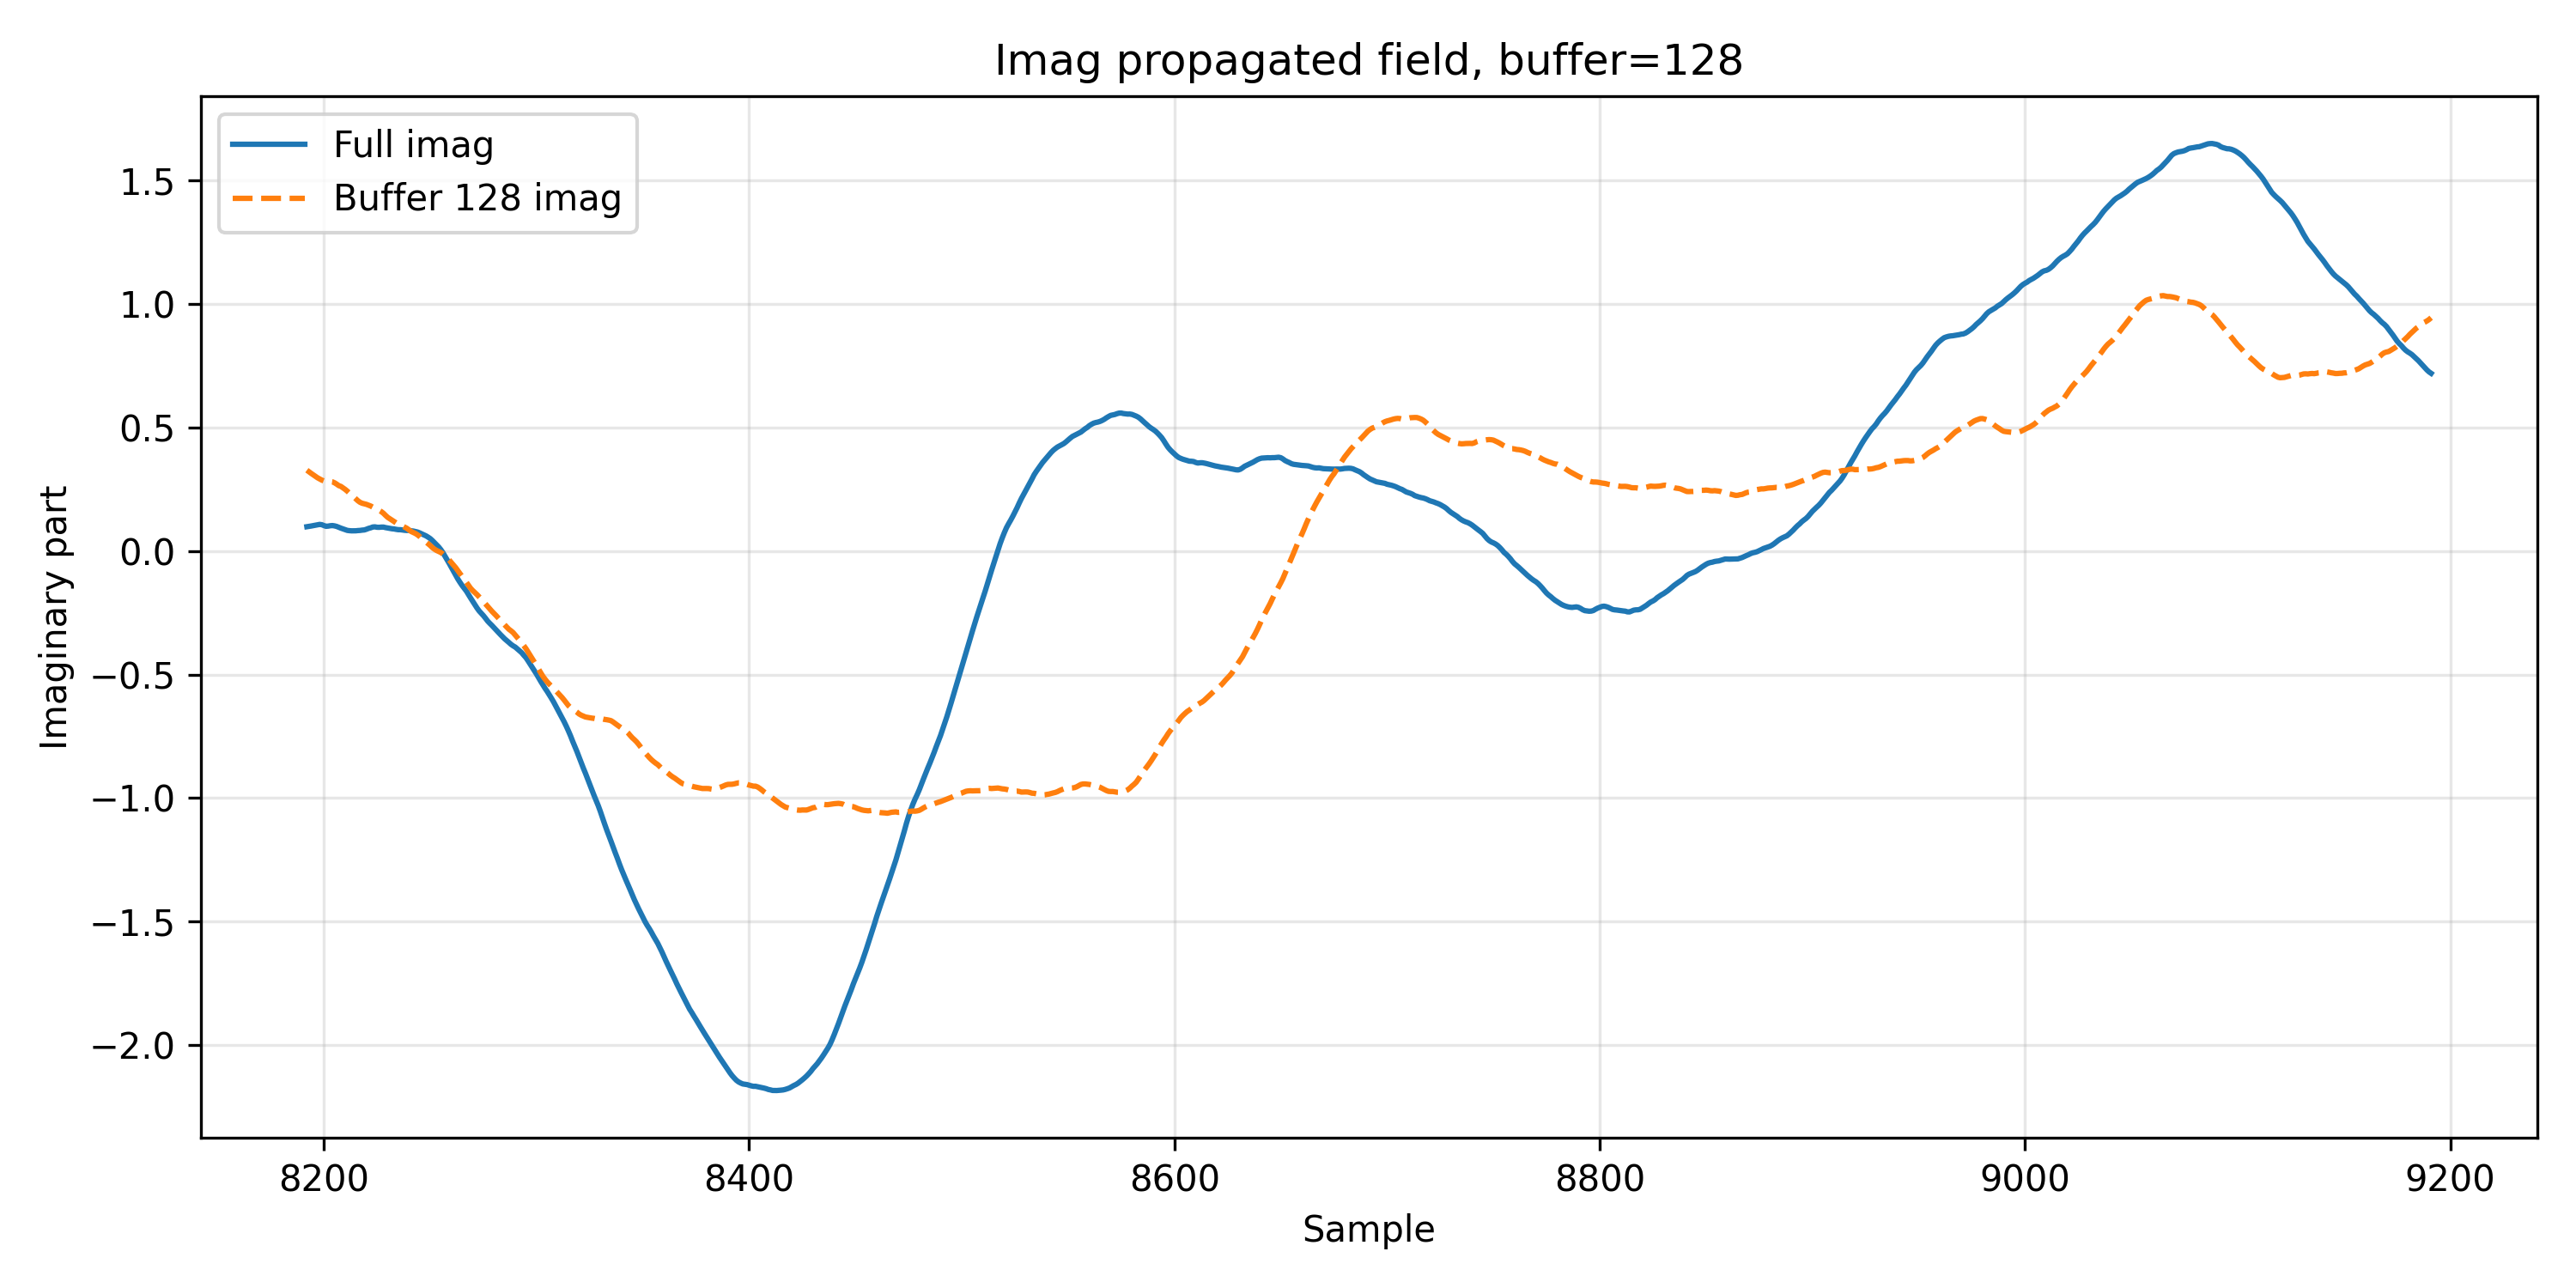 Imag propagated field, buffer=128
Full imag
Buffer 128 imag
1.5
1.0
0.5
0.0
−0.5
−1.0
−1.5
−2.0
Imaginary part
8200 8400 8600 8800 9000 9200
Sample